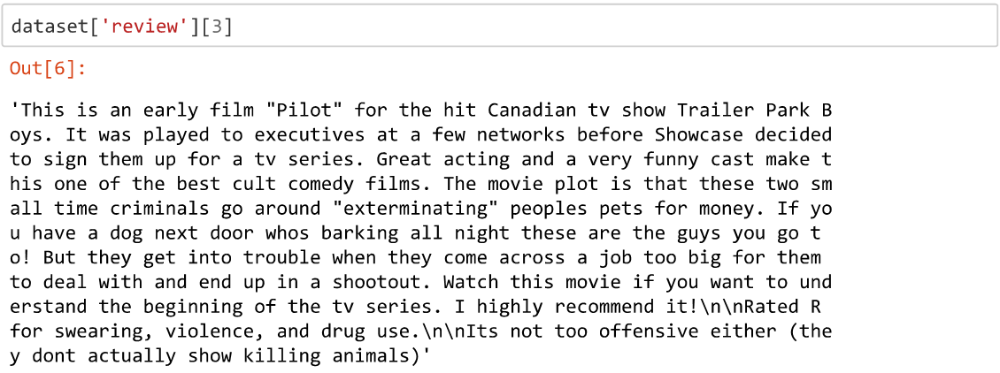 dataset['review'][3]
Out[6]:
'This is an early film "Pilot" for the hit Canadian tv show Trailer Park B
oys. It was played to executives at a few networks before Showcase decided
to sign them up for a tv series. Great acting and a very funny cast make t
his one of the best cult comedy films. The movie plot is that these two sm
all time criminals go around "exterminating" peoples pets for money. If yo
u have a dog next door whos barking all night these are the guys you go t
o! But they get into trouble when they come across a job too big for them
to deal with and end up in a shootout. Watch this movie if you want to und
erstand the beginning of the tv series. I highly recommend it!\n\nRated R
for swearing, violence, and drug use.\n\nIts not too offensive either (the
y dont actually show killing animals)'